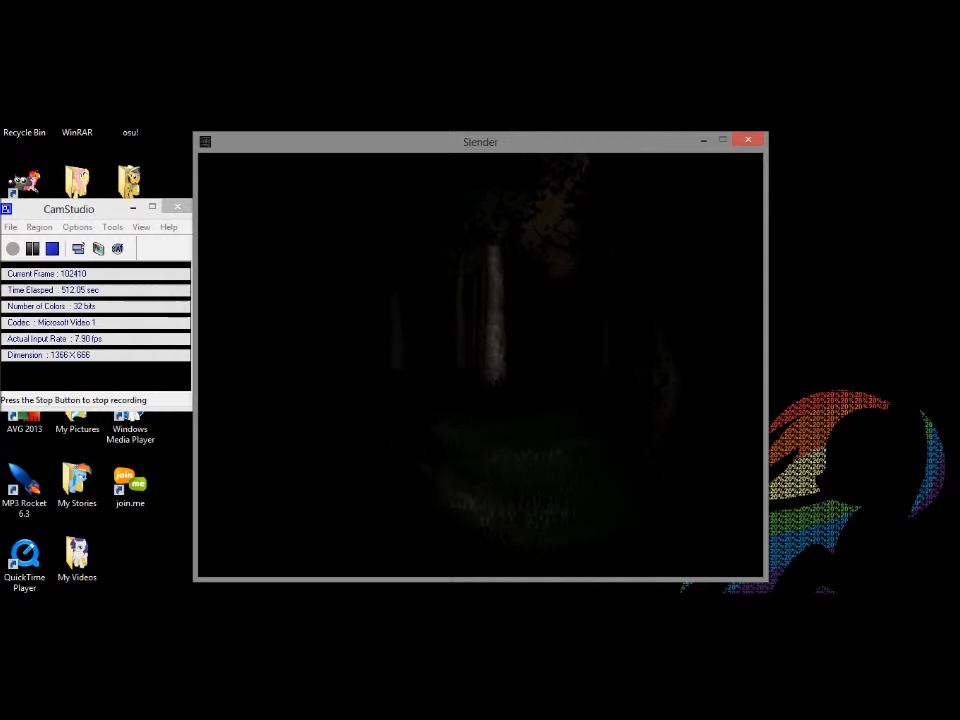 Recycle Bin
WinRAR
osu!
Slender
CamStudio
File Region Options Tools View Help
Current Frame : 102410
Time Elasped : 512.05 sec
Number of Colors : 32 bits
Codec : Microsoft Video 1
Actual Input Rate : 7.90 fps
Dimension : 1366 X 666
Press the Stop Button to stop recording
AVG 2013
My Pictures
Windows
Media Player
MP3 Rocket
6.3
My Stories
join
me
join.me
QuickTime
Player
My Videos